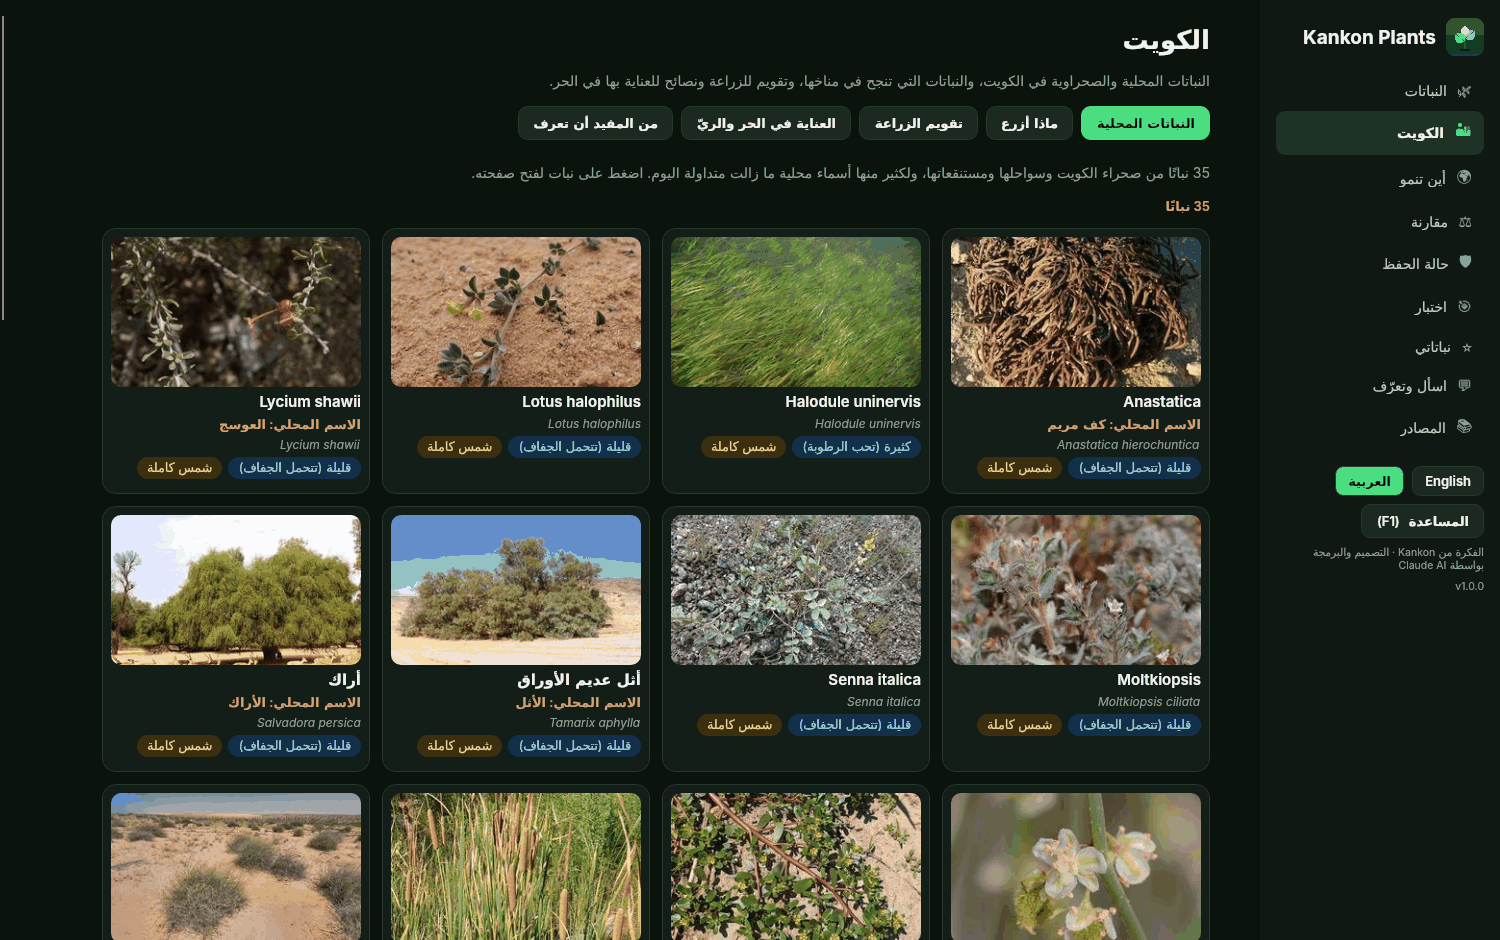 Kankon Plants
النباتات
الكويت
أين تنمو
مقارنة
حالة الحفظ
اختبار
نباتاتي
اسأل وتعرّف
المصادر
English
العربية
المساعدة (F1)
الفكرة من Kankon · التصميم والبرمجة
بواسطة Claude AI
v1.0.0
الكويت
النباتات المحلية والصحراوية في الكويت، والنباتات التي تنجح في مناخها، وتقويم للزراعة ونصائح للعناية بها في الحر.
النباتات المحلية
ماذا أزرع
تقويم الزراعة
العناية في الحر والريّ
من المفيد أن تعرف
35 نباتًا من صحراء الكويت وسواحلها ومستنقعاتها، ولكثير منها أسماء محلية ما زالت متداولة اليوم. اضغط على نبات لفتح صفحته.
35 نباتًا
Anastatica
الاسم المحلي: كف مريم
Anastatica hierochuntica
قليلة (تتحمل الجفاف)
شمس كاملة
Halodule uninervis
Halodule uninervis
كثيرة (تحب الرطوبة)
شمس كاملة
Lotus halophilus
Lotus halophilus
قليلة (تتحمل الجفاف)
شمس كاملة
Lycium shawii
الاسم المحلي: العوسج
Lycium shawii
قليلة (تتحمل الجفاف)
شمس كاملة
Moltkiopsis
Moltkiopsis ciliata
قليلة (تتحمل الجفاف)
شمس كاملة
Senna italica
Senna italica
قليلة (تتحمل الجفاف)
شمس كاملة
أثل عديم الأوراق
الاسم المحلي: الأثل
Tamarix aphylla
قليلة (تتحمل الجفاف)
شمس كاملة
أراك
الاسم المحلي: الأراك
Salvadora persica
قليلة (تتحمل الجفاف)
شمس كاملة